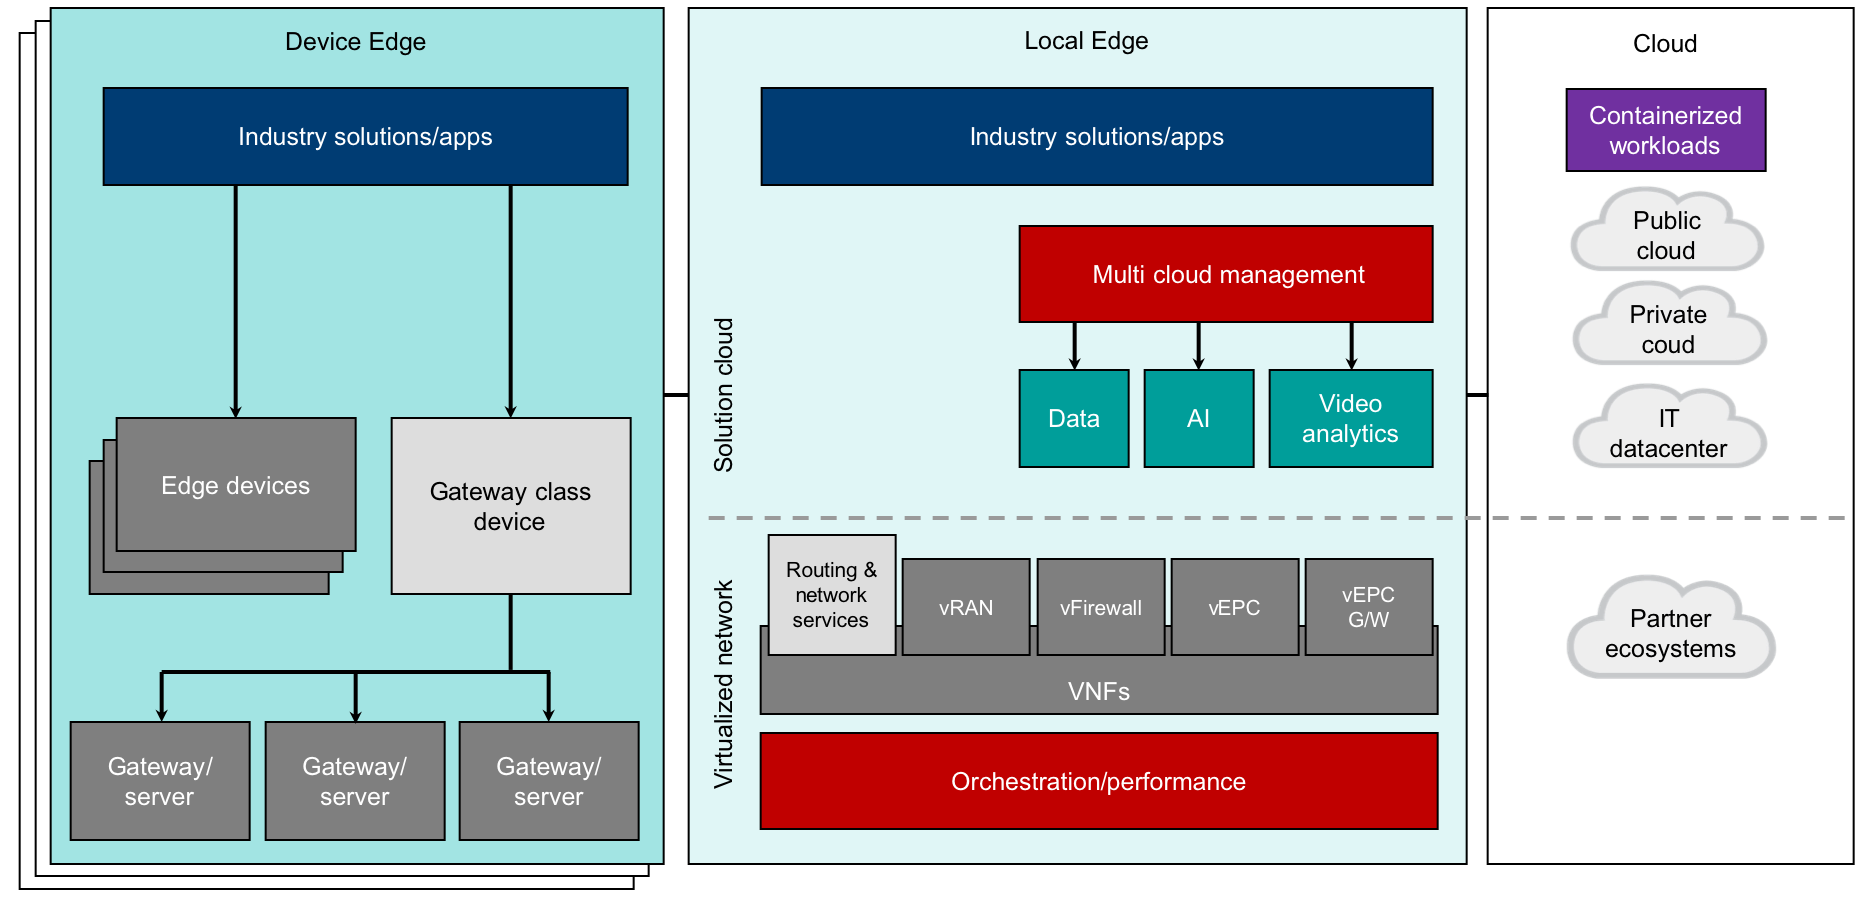 Device Edge
Industry solutions/apps
Edge devices
Gateway class
device
Gateway/
server
Gateway/
server
Gateway/
server
Local Edge
Industry solutions/apps
Solution cloud
Multi cloud management
Data
AI
Video
analytics
Virtualized network
Routing &
network
services
vRAN
vFirewall
vEPC
vEPC
G/W
VNFs
Orchestration/performance
Cloud
Containerized
workloads
Public
cloud
Private
coud
IT
datacenter
Partner
ecosystems